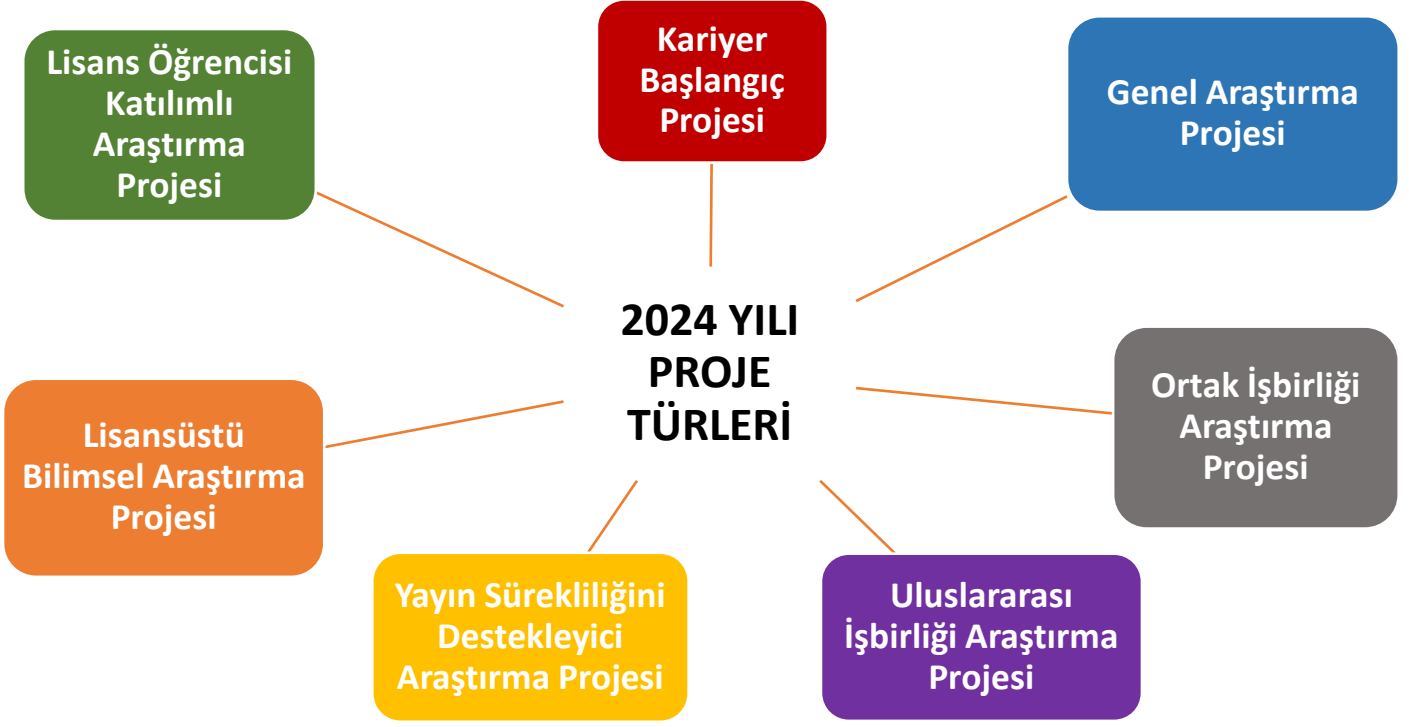 Lisans Öğrencisi
Katılımlı
Araştırma
Projesi
Kariyer
Başlangıç
Projesi
Genel Araştırma
Projesi
2024 YILI
PROJE
TÜRLERİ
Ortak İşbirliği
Araştırma
Projesi
Lisansüstü
Bilimsel Araştırma
Projesi
Yayın Sürekliliğini
Destekleyici
Araştırma Projesi
Uluslararası
İşbirliği Araştırma
Projesi